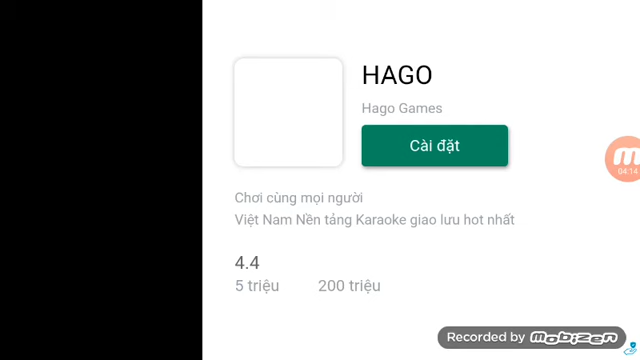 HAGO
Hago Games
Cài đặt
04:14
Chơi cùng mọi người
Việt Nam Nền tảng Karaoke giao lưu hot nhất
4.4
5 triệu 200 triệu
Recorded by mobizen